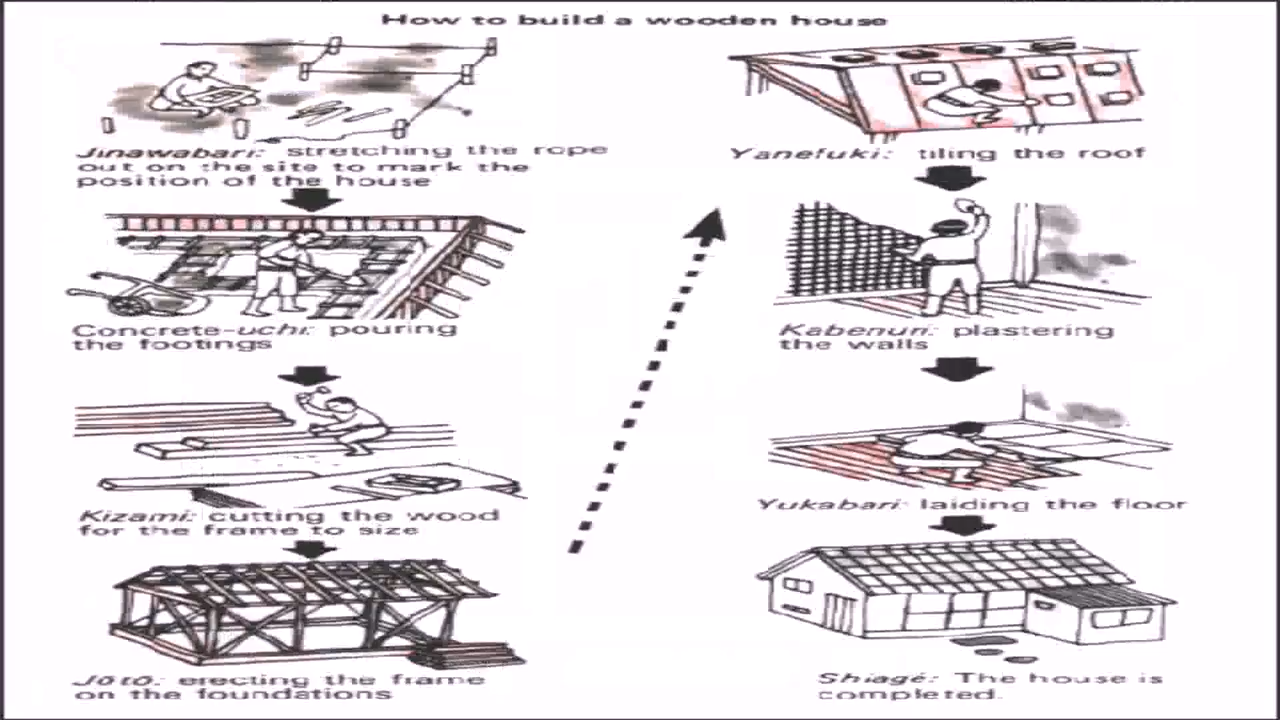 How to build a wooden house
Jinawabari: stretching the rope
out on the site to mark the
position of the house
Concrete-uchi: pouring
the footings
Kizami: cutting the wood
for the frame to size
Jōtō: erecting the frame
on the foundations
Yanefuki: tiling the roof
Kabenuri: plastering
the walls
Yukabari: laiding the floor
Shiagé: The house is
completed.